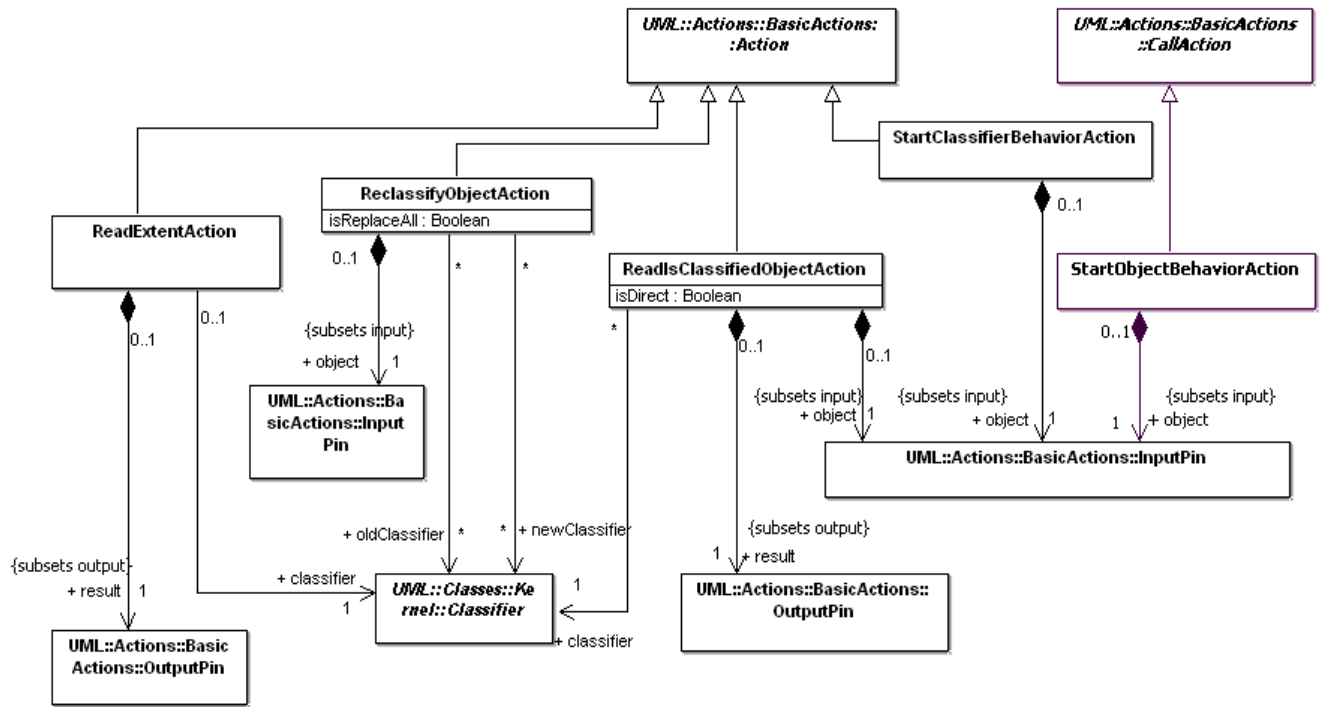 UML::Actions::BasicActions:
:Action
UML::Actions::BasicActions
::CallAction
StartClassifierBehaviorAction
0..1
ReclassifyObjectAction
isReplaceAll : Boolean
0..1
*
*
ReadExtentAction
0..1
0..1
ReadIsClassifiedObjectAction
isDirect : Boolean
*
0..1
0..1
StartObjectBehaviorAction
0..1
{subsets input}
+ object
1
{subsets input}
+ object
1
{subsets input}
+ object
1
{subsets input}
1
+ object
UML::Actions::Ba
sicActions::Input
Pin
UML::Actions::BasicActions::InputPin
+ oldClassifier
*
*
+ newClassifier
{subsets output}
1
+ result
{subsets output}
+ result
1
+ classifier
1
UML::Classes::Ke
rnel::Classifier
1
+ classifier
UML::Actions::BasicActions::
OutputPin
UML::Actions::Basic
Actions::OutputPin